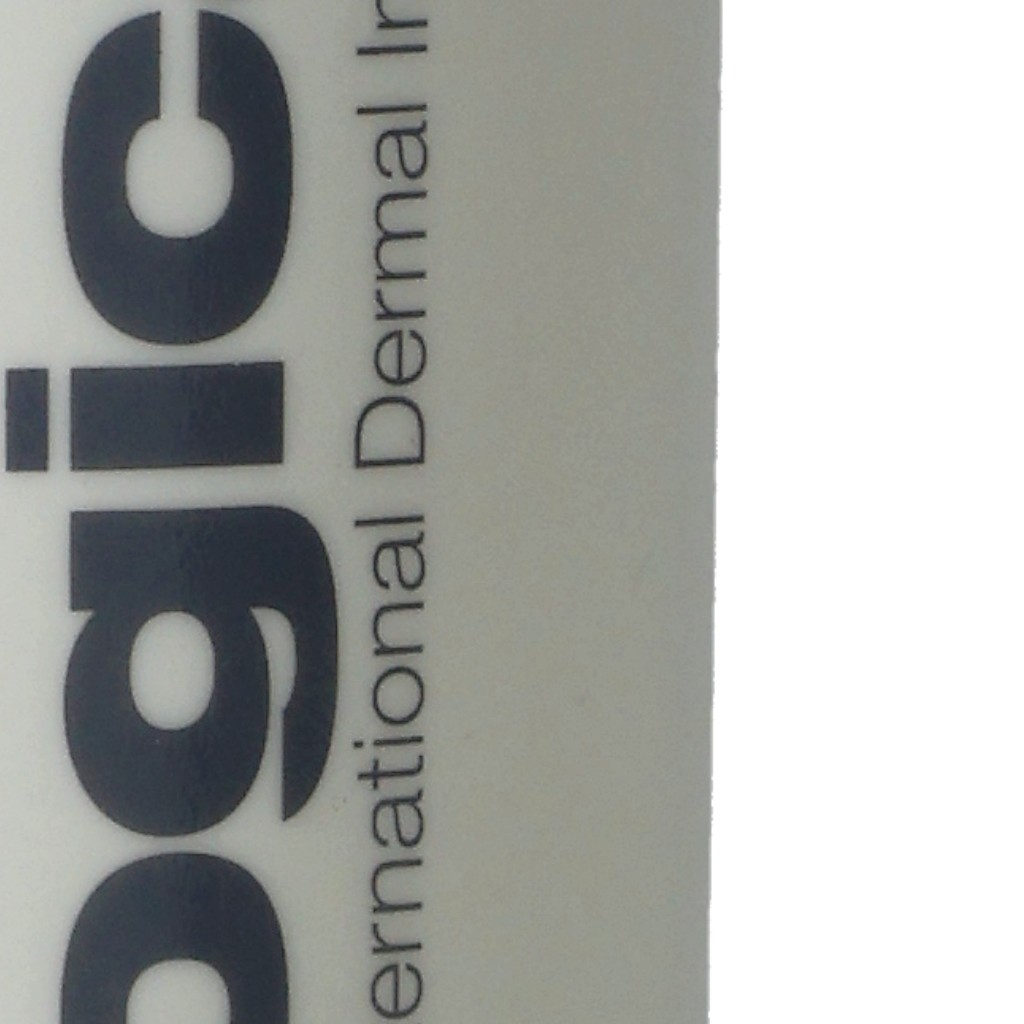 ogic
ernational Dermal In